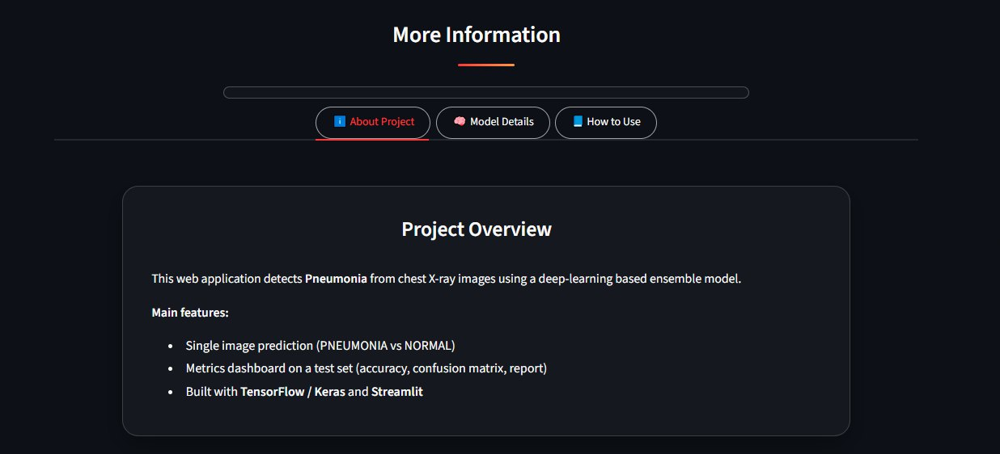 More Information
ℹ️ About Project
🧠 Model Details
📘 How to Use
Project Overview
This web application detects Pneumonia from chest X-ray images using a deep-learning based ensemble model.
Main features:
• Single image prediction (PNEUMONIA vs NORMAL)
• Metrics dashboard on a test set (accuracy, confusion matrix, report)
• Built with TensorFlow / Keras and Streamlit